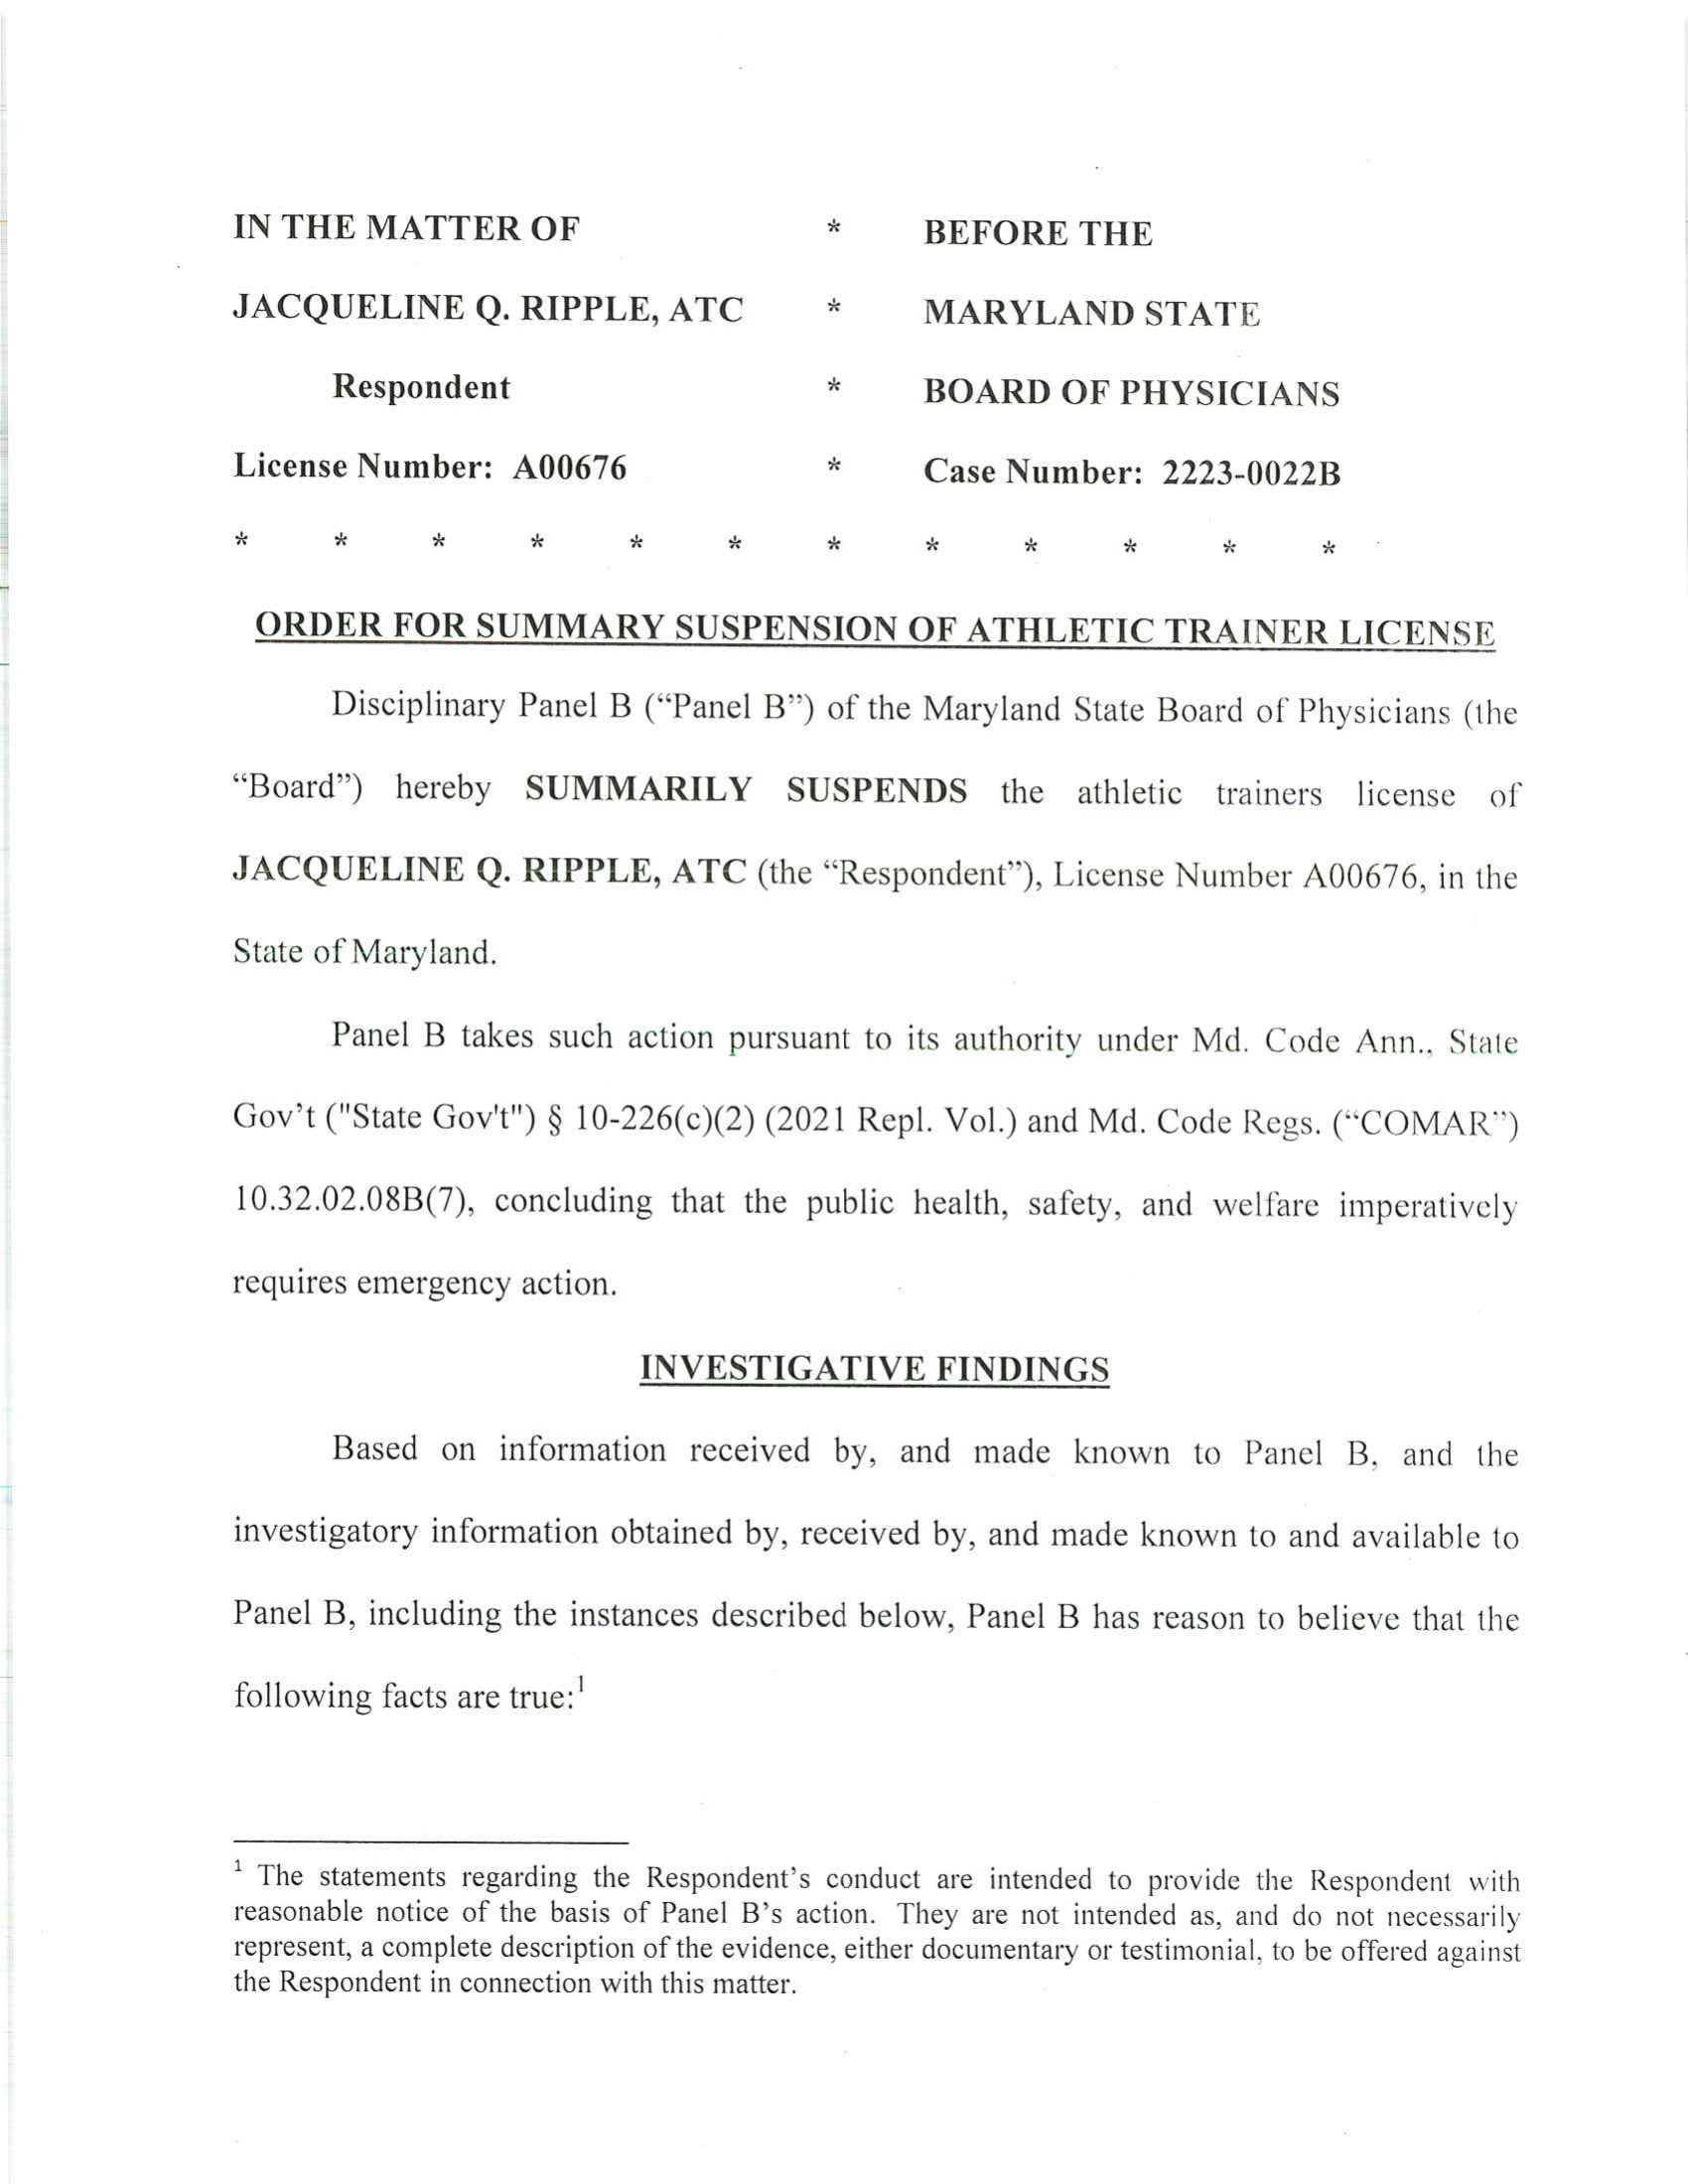 IN THE MATTER OF * BEFORE THE
JACQUELINE Q. RIPPLE, ATC * MARYLAND STATE
Respondent * BOARD OF PHYSICIANS
License Number: A00676 * Case Number: 2223-0022B
* * * * * * * * * * * *
ORDER FOR SUMMARY SUSPENSION OF ATHLETIC TRAINER LICENSE
Disciplinary Panel B (“Panel B”) of the Maryland State Board of Physicians (the
“Board”) hereby SUMMARILY SUSPENDS the athletic trainers license of
JACQUELINE Q. RIPPLE, ATC (the “Respondent”), License Number A00676, in the
State of Maryland.
Panel B takes such action pursuant to its authority under Md. Code Ann., State
Gov’t ("State Gov't") § 10-226(c)(2) (2021 Repl. Vol.) and Md. Code Regs. (“COMAR”)
10.32.02.08B(7), concluding that the public health, safety, and welfare imperatively
requires emergency action.
INVESTIGATIVE FINDINGS
Based on information received by, and made known to Panel B, and the
investigatory information obtained by, received by, and made known to and available to
Panel B, including the instances described below, Panel B has reason to believe that the
following facts are true:¹
¹ The statements regarding the Respondent’s conduct are intended to provide the Respondent with
reasonable notice of the basis of Panel B’s action. They are not intended as, and do not necessarily
represent, a complete description of the evidence, either documentary or testimonial, to be offered against
the Respondent in connection with this matter.